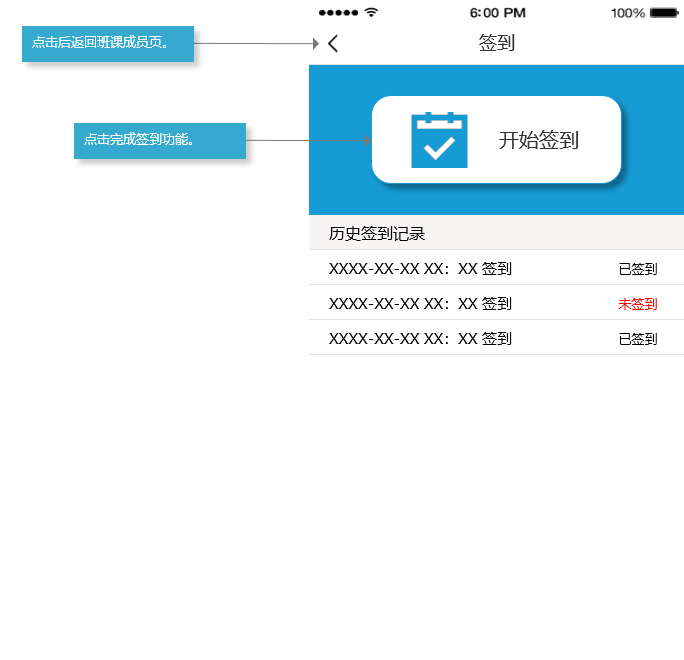 6:00 PM
100%
点击后返回班课成员页。
签到
点击完成签到功能。
开始签到
历史签到记录
XXXX-XX-XX XX：XX 签到
已签到
XXXX-XX-XX XX：XX 签到
未签到
XXXX-XX-XX XX：XX 签到
已签到